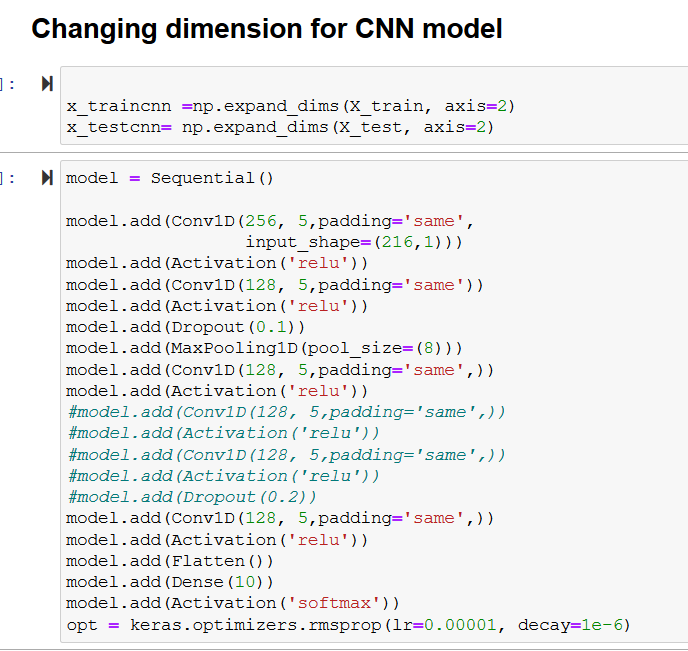 Changing dimension for CNN model
]:
x_traincnn =np.expand_dims(X_train, axis=2)
x_testcnn= np.expand_dims(X_test, axis=2)
]:
model = Sequential()
model.add(Conv1D(256, 5,padding='same',
input_shape=(216,1)))
model.add(Activation('relu'))
model.add(Conv1D(128, 5,padding='same'))
model.add(Activation('relu'))
model.add(Dropout(0.1))
model.add(MaxPooling1D(pool_size=(8)))
model.add(Conv1D(128, 5,padding='same',))
model.add(Activation('relu'))
#model.add(Conv1D(128, 5,padding='same',))
#model.add(Activation('relu'))
#model.add(Conv1D(128, 5,padding='same',))
#model.add(Activation('relu'))
#model.add(Dropout(0.2))
model.add(Conv1D(128, 5,padding='same',))
model.add(Activation('relu'))
model.add(Flatten())
model.add(Dense(10))
model.add(Activation('softmax'))
opt = keras.optimizers.rmsprop(lr=0.00001, decay=1e-6)